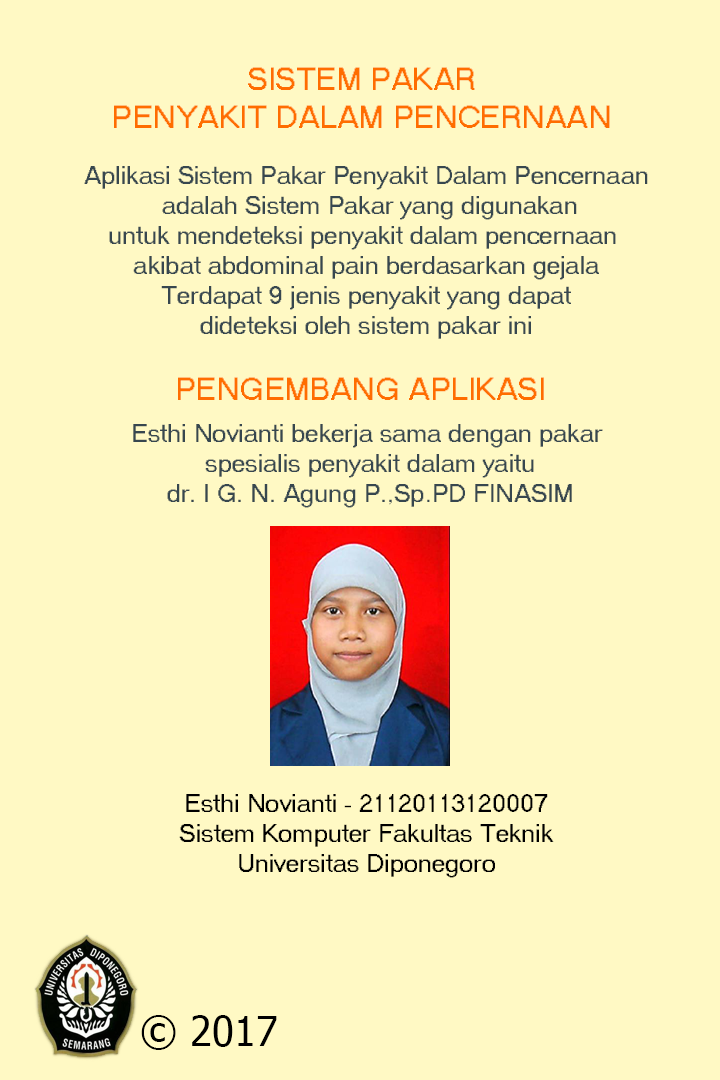 SISTEM PAKAR
PENYAKIT DALAM PENCERNAAN
Aplikasi Sistem Pakar Penyakit Dalam Pencernaan
adalah Sistem Pakar yang digunakan
untuk mendeteksi penyakit dalam pencernaan
akibat abdominal pain berdasarkan gejala
Terdapat 9 jenis penyakit yang dapat
dideteksi oleh sistem pakar ini
PENGEMBANG APLIKASI
Esthi Novianti bekerja sama dengan pakar
spesialis penyakit dalam yaitu
dr. I G. N. Agung P.,Sp.PD FINASIM
Esthi Novianti - 21120113120007
Sistem Komputer Fakultas Teknik
Universitas Diponegoro
UNIVERSITAS DIPONEGORO
SEMARANG
© 2017